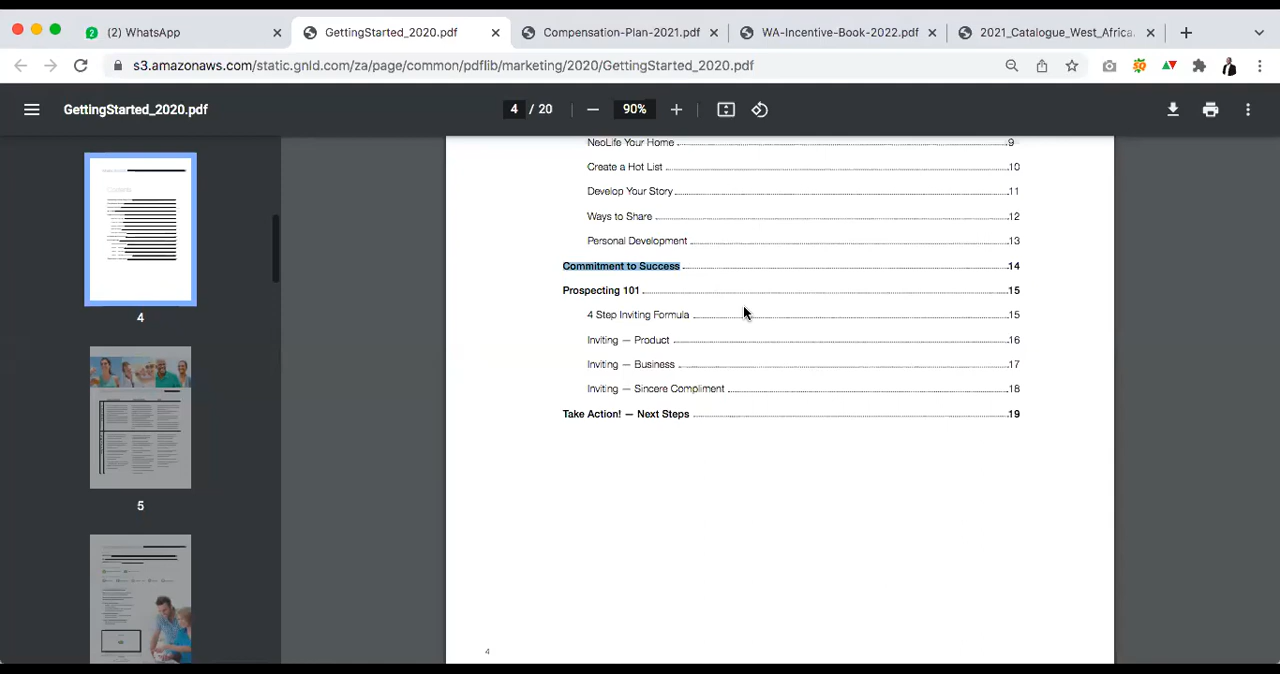 2 (2) WhatsApp
GettingStarted_2020.pdf
Compensation-Plan-2021.pdf
WA-Incentive-Book-2022.pdf
2021_Catalogue_West_Africa.
s3.amazonaws.com/static.gnld.com/za/page/common/pdflib/marketing/2020/GettingStarted_2020.pdf
GettingStarted_2020.pdf
4 / 20
90%
NeoLife Your Home 9
Create a Hot List 10
Develop Your Story 11
Ways to Share 12
Personal Development 13
Commitment to Success 14
Prospecting 101 15
4 Step Inviting Formula 15
Inviting — Product 16
Inviting — Business 17
Inviting — Sincere Compliment 18
Take Action! — Next Steps 19
4
Contents
4
5